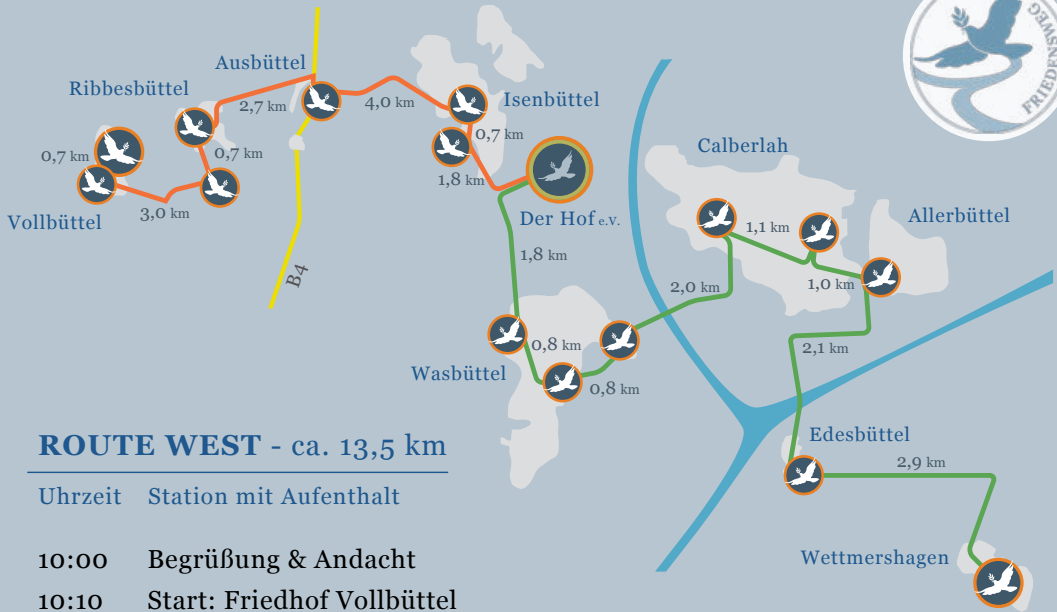 FRIEDENSWEG
Ausbüttel
Ribbesbüttel
2,7 km
4,0 km
Isenbüttel
0,7 km
0,7 km
0,7 km
Calberlah
1,8 km
Vollbüttel
3,0 km
Der Hof e.V.
1,1 km
Allerbüttel
B4
1,8 km
2,0 km
1,0 km
0,8 km
2,1 km
Wasbüttel
0,8 km
ROUTE WEST - ca. 13,5 km
Edesbüttel
2,9 km
Uhrzeit Station mit Aufenthalt
10:00 Begrüßung & Andacht
Wettmershagen
10:10 Start: Friedhof Vollbüttel